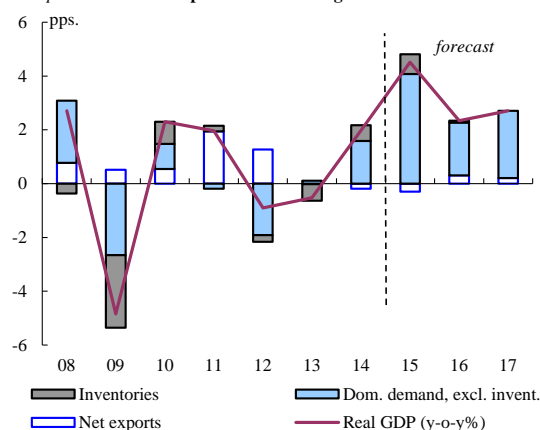 6
pps.
forecast
4
2
0
-2
-4
-6
08 09 10 11 12 13 14 15 16 17
Inventories Dom. demand, excl. invent.
Net exports Real GDP (y-o-y%)